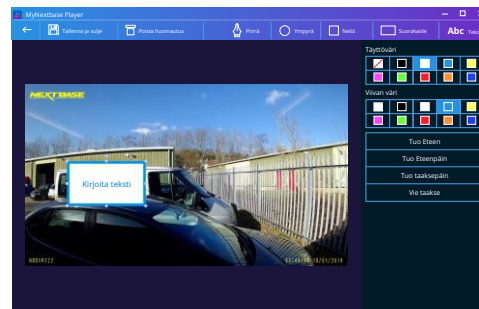 MyNextbase Player
Tallenna ja sulje
Poista huomautus
Piirrä
Ympyrä
Neliö
Suorakaide
Abc
Täyttöväri
NEXTBASE
Viivan väri
Tuo Eteen
Tuo Eteenpäin
Tuo taaksepäin
Vie taakse
Kirjoita teksti